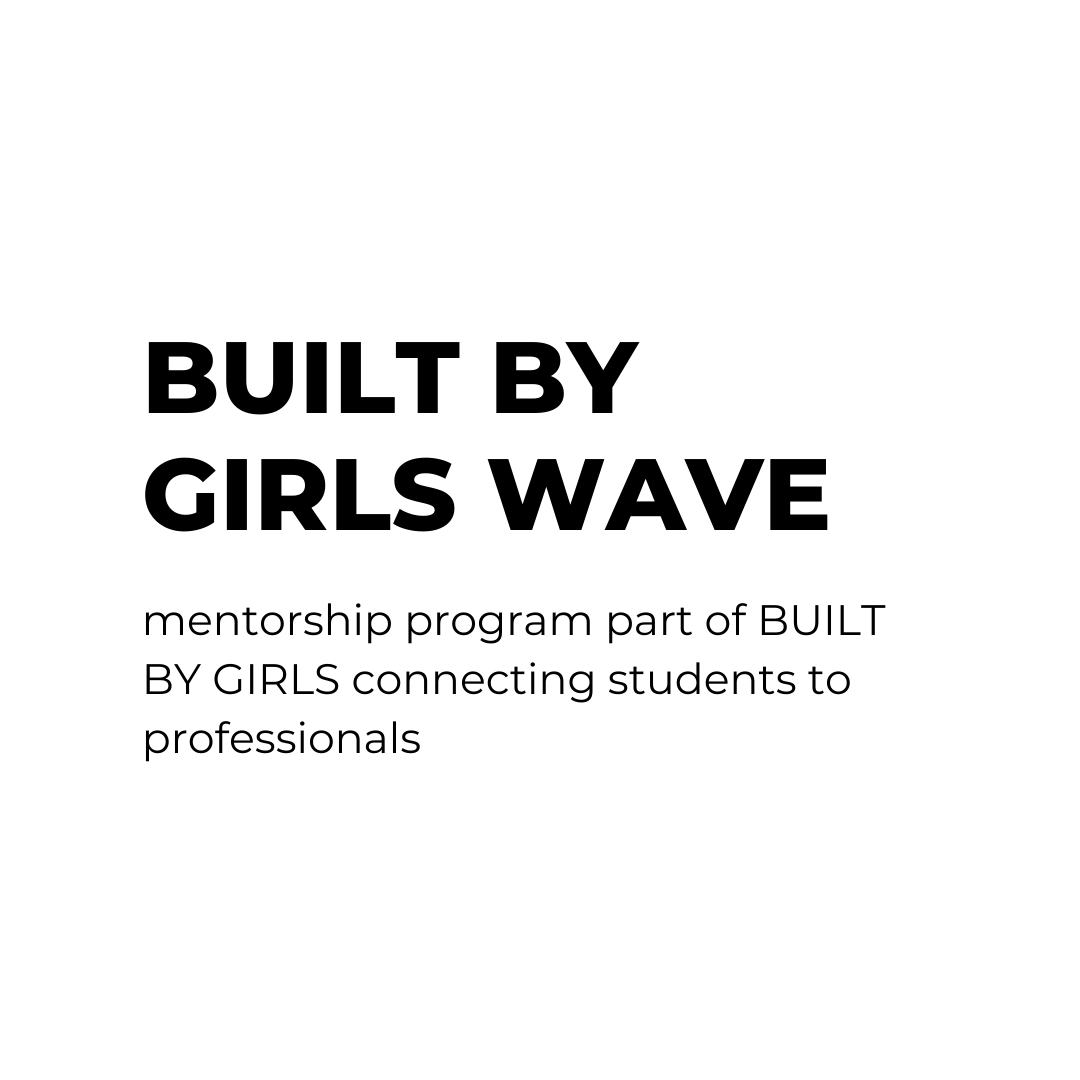 BUILT BY
GIRLS WAVE
mentorship program part of BUILT
BY GIRLS connecting students to
professionals